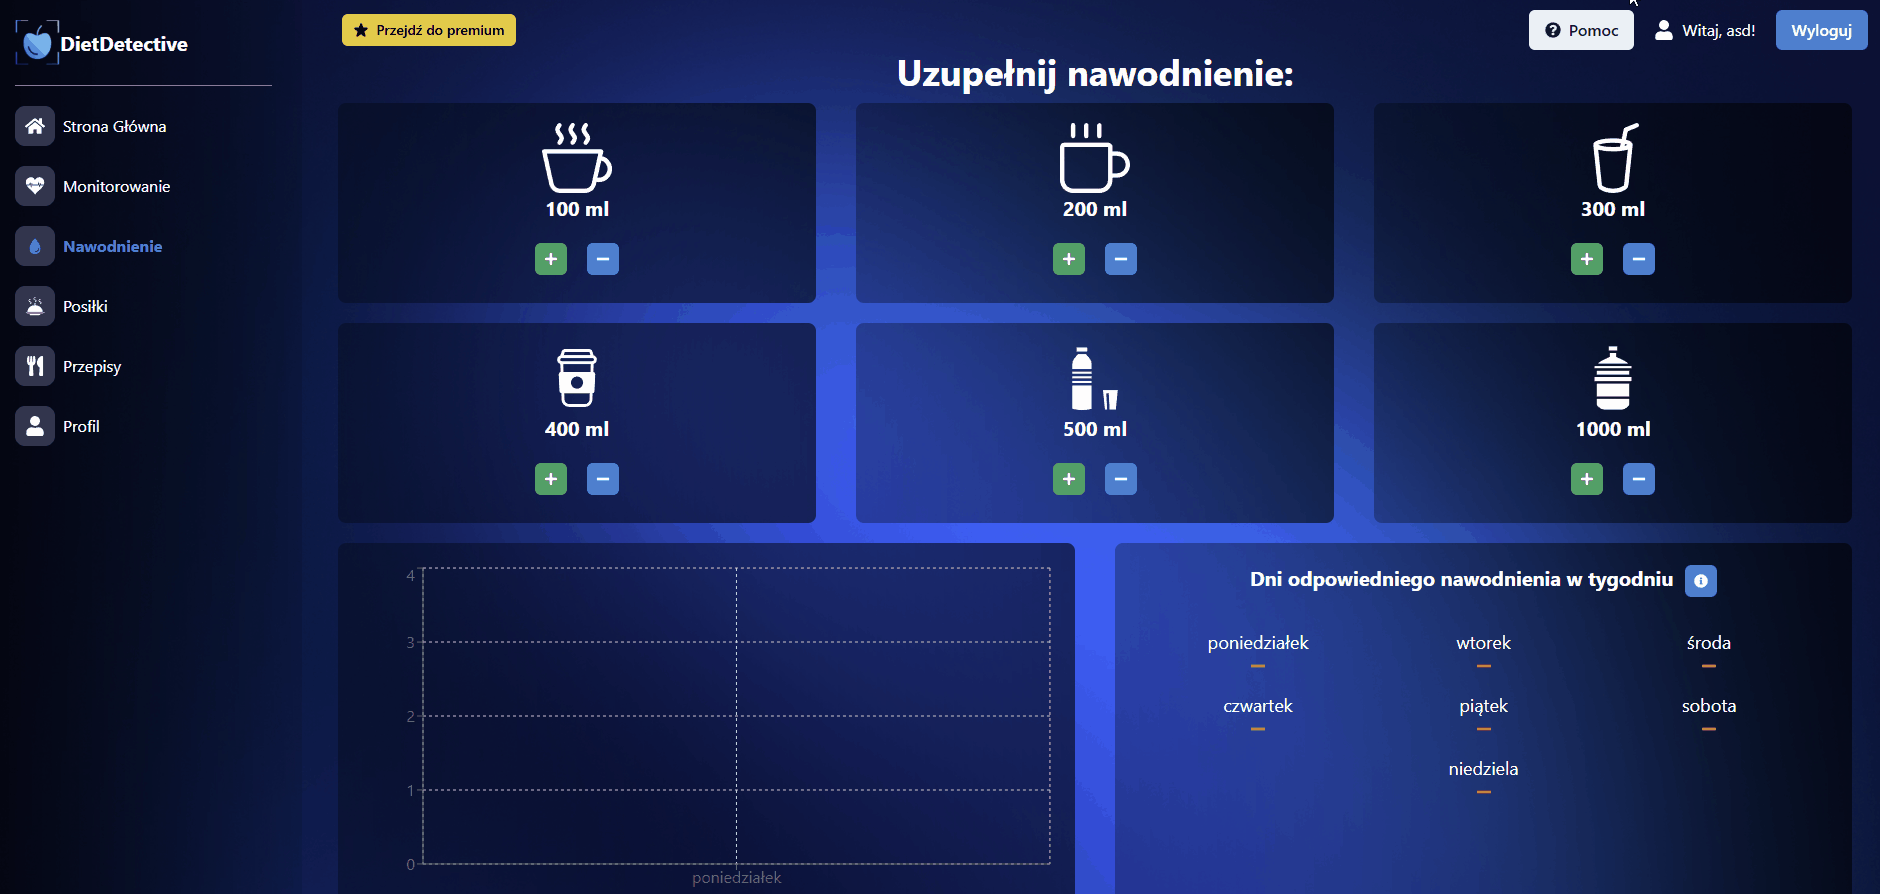 DietDetective
Przejdź do premium
Pomoc
Witaj, asd!
Wyloguj
Strona Główna
Monitorowanie
Nawodnienie
Posiłki
Przepisy
Profil
Uzupełnij nawodnienie:
100 ml
200 ml
300 ml
400 ml
500 ml
1000 ml
4
3
2
1
0
poniedziałek
Dni odpowiedniego nawodnienia w tygodniu
poniedziałek wtorek środa
czwartek piątek sobota
niedziela